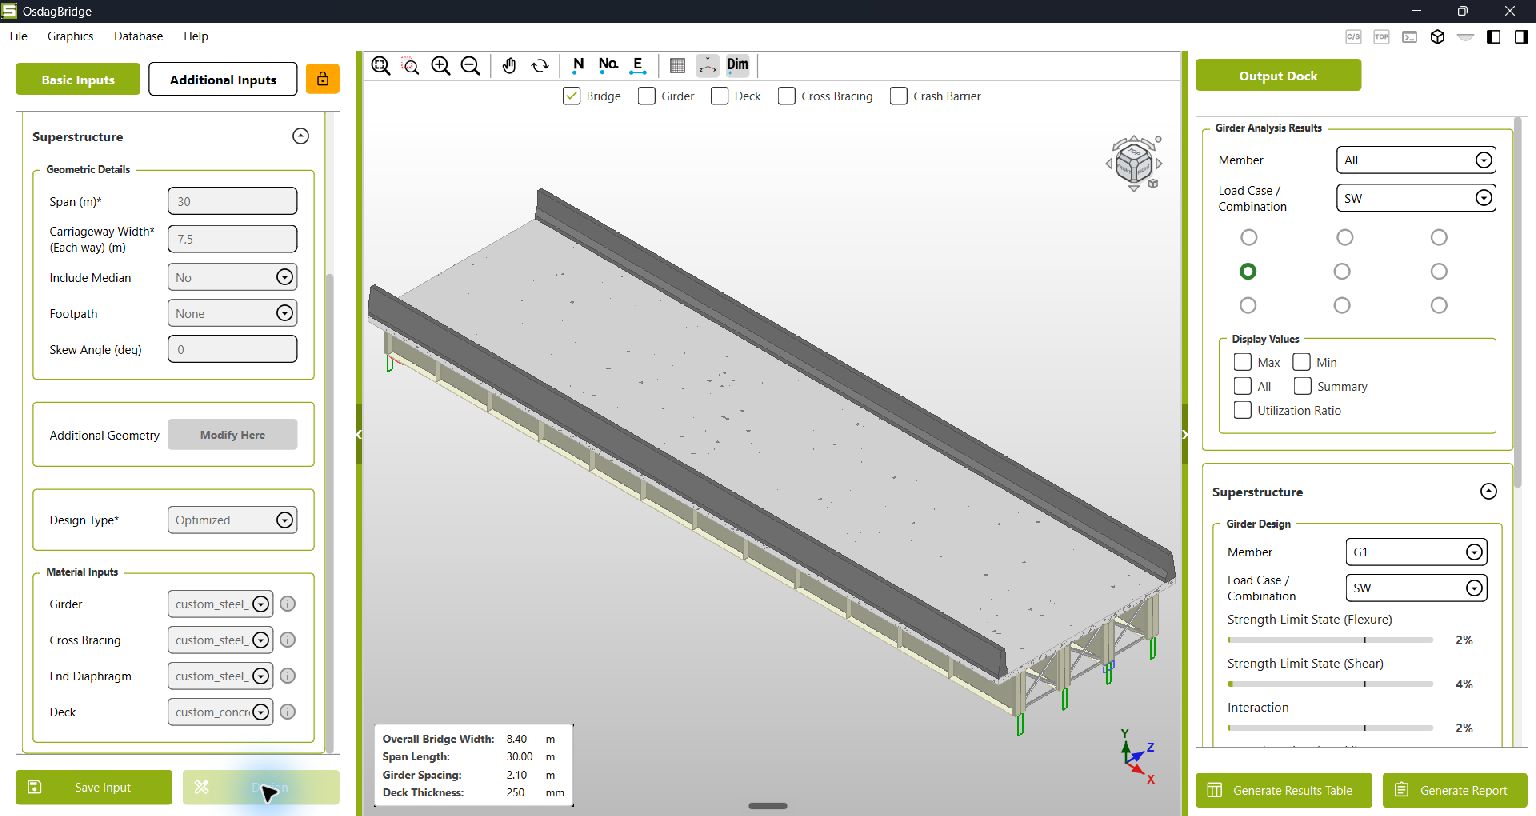 OsdagBridge
File Graphics Database Help
C/S TOP
Basic Inputs
Additional Inputs
N No. E Dim
Output Dock
Bridge Girder Deck Cross Bracing Crash Barrier
Superstructure
Geometric Details
Span (m)* 30
Carriageway Width* 7.5
(Each way) (m)
Include Median No
Footpath None
Skew Angle (deg) 0
Additional Geometry Modify Here
Design Type* Optimized
Material Inputs
Girder custom_steel_
Cross Bracing custom_steel_
End Diaphragm custom_steel_
Deck custom_concr
Save Input
Overall Bridge Width: 8.40 m
Span Length: 30.00 m
Girder Spacing: 2.10 m
Deck Thickness: 250 mm
Y
Z
X
Girder Analysis Results
Member All
Load Case / SW
Combination
Display Values
Max Min
All Summary
Utilization Ratio
Superstructure
Girder Design
Member G1
Load Case / SW
Combination
Strength Limit State (Flexure)
2%
Strength Limit State (Shear)
4%
Interaction
2%
Generate Results Table
Generate Report